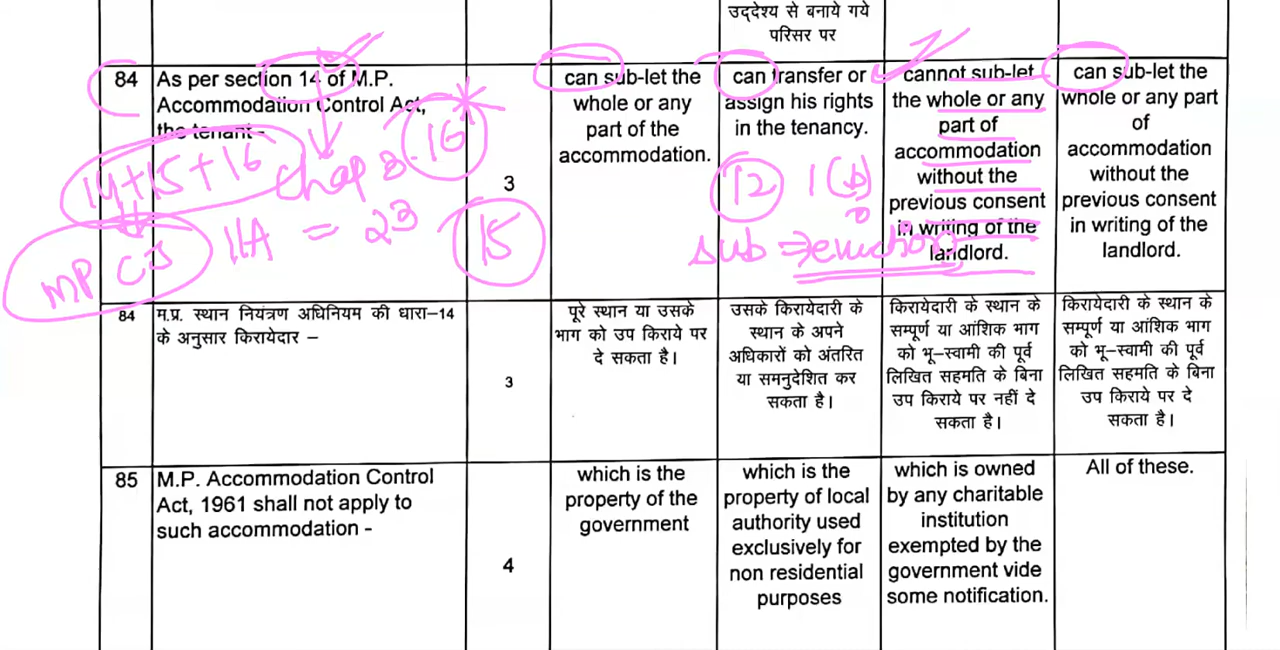 उद्देश्य से बनाये गये
परिसर पर
84
As per section 14 of M.P.
Accommodation Control Act,
the tenant -
3
can sub-let the
whole or any
part of the
accommodation.
can transfer or
assign his rights
in the tenancy.
cannot sub-let
the whole or any
part of
accommodation
without the
previous consent
in writing of the
landlord.
can sub-let the
whole or any part
of
accommodation
without the
previous consent
in writing of the
landlord.
14+15+16
Chap 3
16
MP CJ
11A = 23
15
12
1(b)
sub => eviction
84
म.प्र. स्थान नियंत्रण अधिनियम की धारा–14
के अनुसार किरायेदार –
3
पूरे स्थान या उसके
भाग को उप किराये पर
दे सकता है।
उसके किरायेदारी के
स्थान के अपने
अधिकारों को अंतरित
या समनुदेशित कर
सकता है।
किरायेदारी के स्थान के
सम्पूर्ण या आंशिक भाग
को भू–स्वामी की पूर्व
लिखित सहमति के बिना
उप किराये पर नहीं दे
सकता है।
किरायेदारी के स्थान के
सम्पूर्ण या आंशिक भाग
को भू–स्वामी की पूर्व
लिखित सहमति के बिना
उप किराये पर दे
सकता है।
85
M.P. Accommodation Control
Act, 1961 shall not apply to
such accommodation -
4
which is the
property of the
government
which is the
property of local
authority used
exclusively for
non residential
purposes
which is owned
by any charitable
institution
exempted by the
government vide
some notification.
All of these.